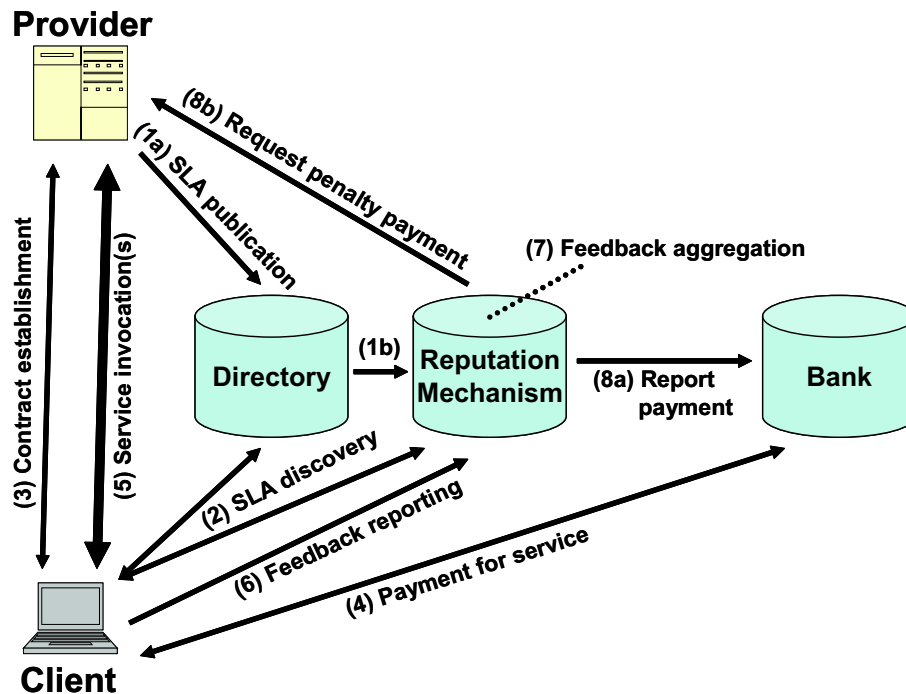 Provider
(8b) Request penalty payment
(1a) SLA publication
(7) Feedback aggregation
(3) Contract establishment
(5) Service invocation(s)
Directory
(1b)
Reputation
Mechanism
(8a) Report
payment
Bank
(2) SLA discovery
(6) Feedback reporting
(4) Payment for service
Client